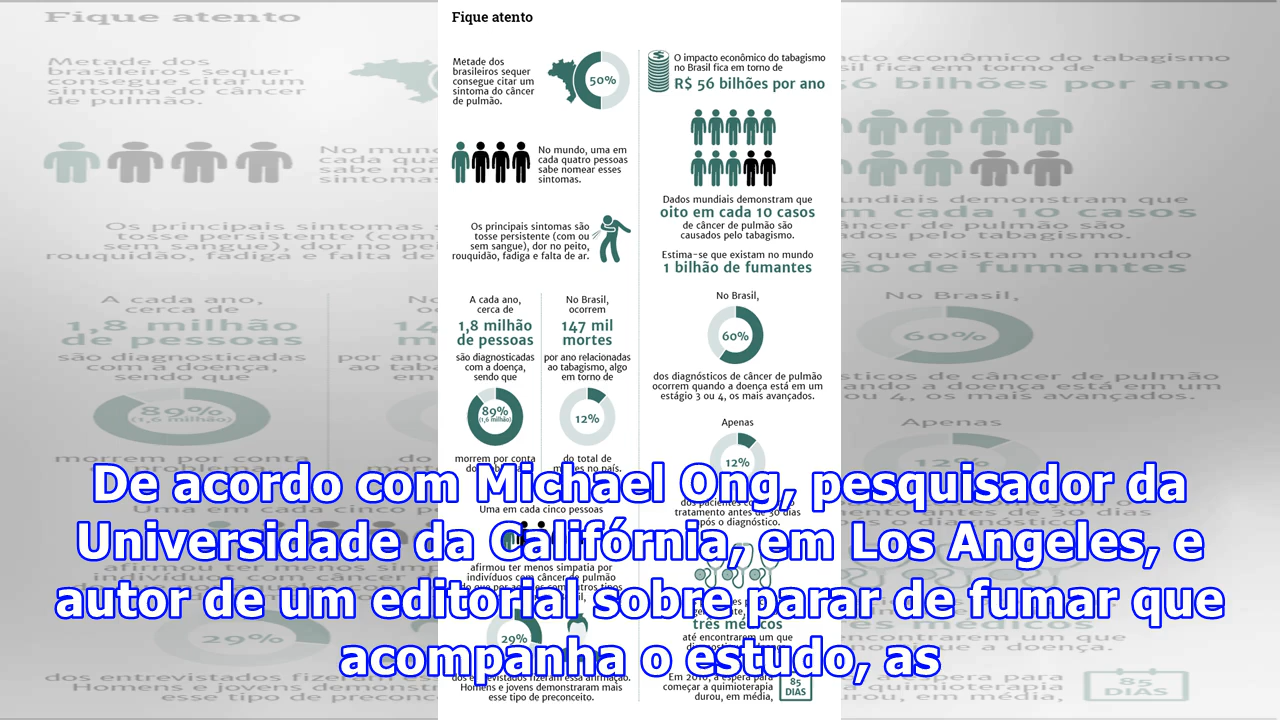 Fique atento
Metade dos
brasileiros sequer
consegue citar um
sintoma do câncer
de pulmão.
50%
No mundo, uma em
cada quatro pessoas
sabe nomear esses
sintomas.
Os principais sintomas são
tosse persistente (com ou
sem sangue), dor no peito,
rouquidão, fadiga e falta de ar.
A cada ano,
cerca de
1,8 milhão
de pessoas
são diagnosticadas
com a doença,
sendo que
89%
(1,6 milhão)
morrem por conta
No Brasil,
ocorrem
147 mil
mortes
por ano relacionadas
ao tabagismo, algo
em torno de
12%
do total de
mortes no país.
Uma em cada cinco pessoas
afirmou ter menos simpatia por
indivíduos com câncer de pulmão
29%
dos entrevistados fizeram essa afirmação.
Homens e jovens demonstraram mais
esse tipo de preconceito.
O impacto econômico do tabagismo
no Brasil fica em torno de
R$ 56 bilhões por ano
Dados mundiais demonstram que
oito em cada 10 casos
de câncer de pulmão são
causados pelo tabagismo.
Estima-se que existam no mundo
1 bilhão de fumantes
No Brasil,
60%
dos diagnósticos de câncer de pulmão
ocorrem quando a doença está em um
estágio 3 ou 4, os mais avançados.
Apenas
12%
tratamento antes de 30 dias
após o diagnóstico.
três médicos
até encontrarem um que
Em 2016, a espera para
começar a quimioterapia
durou, em média,
85
DIAS
De acordo com Michael Ong, pesquisador da
Universidade da Califórnia, em Los Angeles, e
autor de um editorial sobre parar de fumar que
acompanha o estudo, as